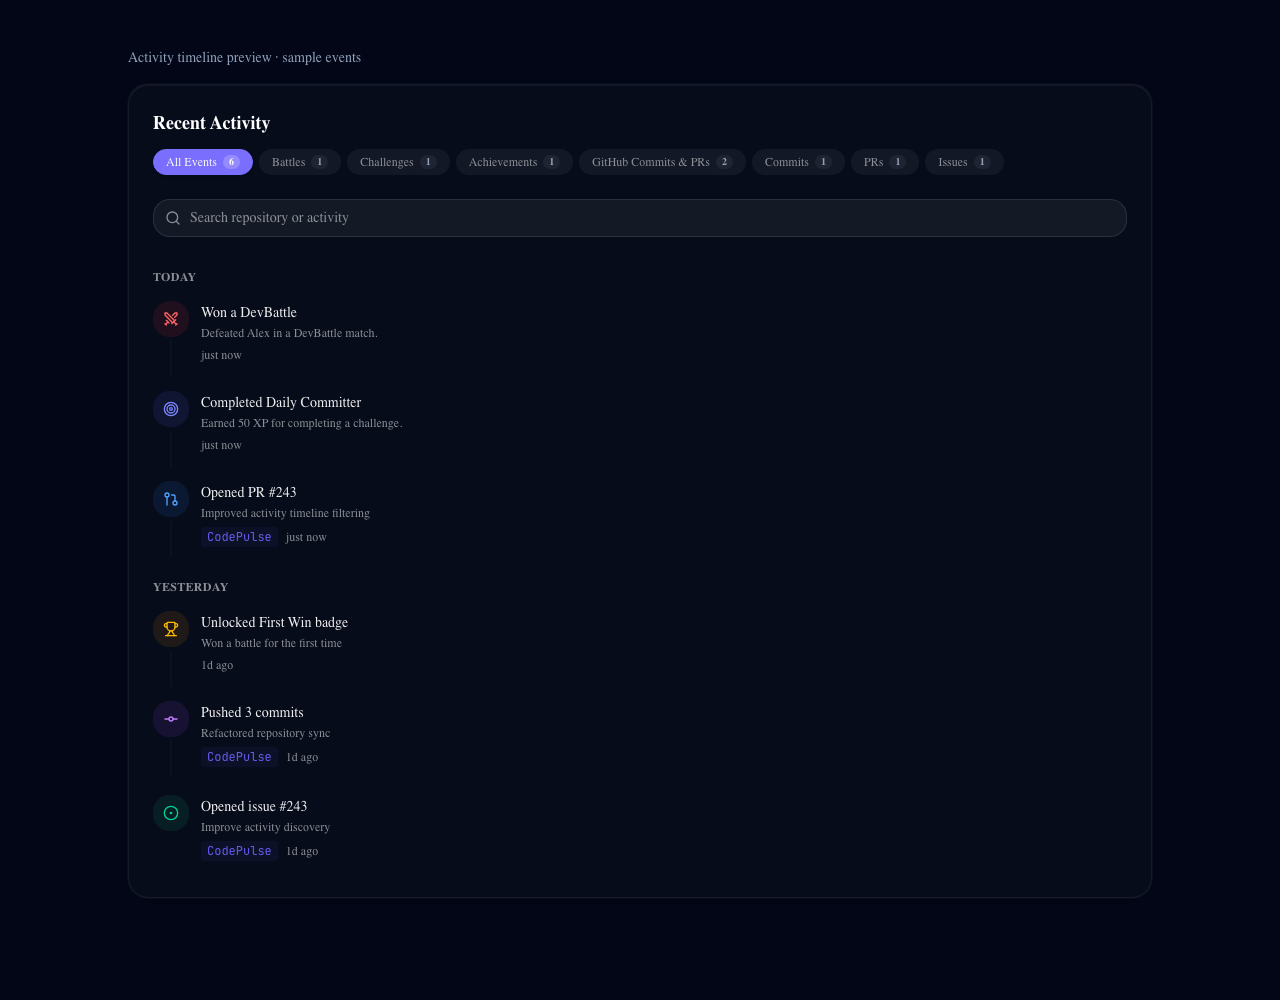 Activity timeline preview · sample events
Recent Activity
All Events 6 Battles 1 Challenges 1 Achievements 1 GitHub Commits & PRs 2 Commits 1 PRs 1 Issues 1
Search repository or activity
TODAY
Won a DevBattle
Defeated Alex in a DevBattle match.
just now
Completed Daily Committer
Earned 50 XP for completing a challenge.
just now
Opened PR #243
Improved activity timeline filtering
CodePulse just now
YESTERDAY
Unlocked First Win badge
Won a battle for the first time
1d ago
Pushed 3 commits
Refactored repository sync
CodePulse 1d ago
Opened issue #243
Improve activity discovery
CodePulse 1d ago